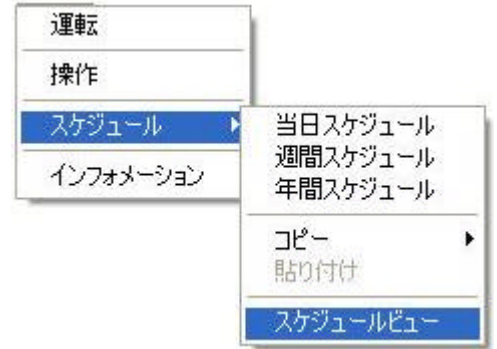 運転
操作
スケジュール
インフォメーション
当日スケジュール
週間スケジュール
年間スケジュール
コピー
貼り付け
スケジュールビュー